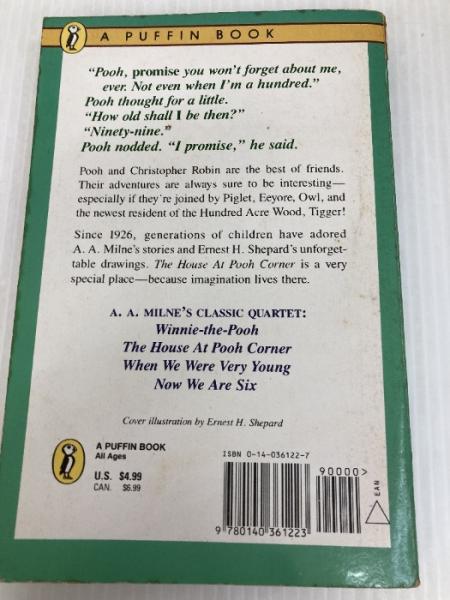 A PUFFIN BOOK
"Pooh, promise you won't forget about me,
ever. Not even when I'm a hundred."
Pooh thought for a little.
"How old shall I be then?"
"Ninety-nine."
Pooh nodded. "I promise," he said.
Pooh and Christopher Robin are the best of friends.
Their adventures are always sure to be interesting—
especially if they're joined by Piglet, Eeyore, Owl, and
the newest resident of the Hundred Acre Wood, Tigger!
Since 1926, generations of children have adored
A. A. Milne's stories and Ernest H. Shepard's unforget-
table drawings. The House At Pooh Corner is a very
special place—because imagination lives there.
A. A. MILNE'S CLASSIC QUARTET:
Winnie-the-Pooh
The House At Pooh Corner
When We Were Very Young
Now We Are Six
Cover illustration by Ernest H. Shepard
A PUFFIN BOOK
All Ages
U.S. $4.99
CAN. $6.99
ISBN 0-14-036122-7
90000>
9 780140 361223
EAN